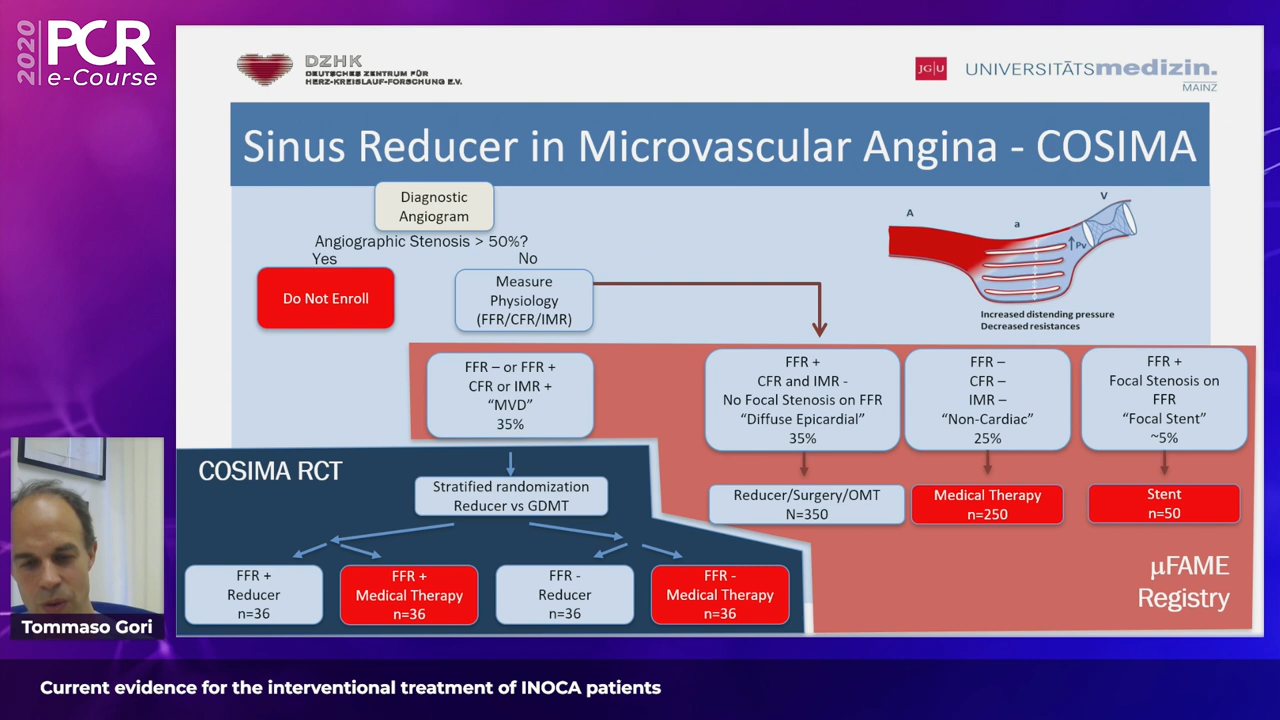 2020
PCR
e-Course
DZHK
DEUTSCHES ZENTRUM FÜR
HERZ-KREISLAUF-FORSCHUNG E.V.
JG|U
UNIVERSITÄTSmedizin.
MAINZ
Sinus Reducer in Microvascular Angina - COSIMA
Diagnostic
Angiogram
Angiographic Stenosis > 50%?
Yes
No
Do Not Enroll
Measure
Physiology
(FFR/CFR/IMR)
A
a
V
Pv
Increased distending pressure
Decreased resistances
FFR – or FFR +
CFR or IMR +
“MVD”
35%
FFR +
CFR and IMR -
No Focal Stenosis on FFR
“Diffuse Epicardial”
35%
FFR –
CFR –
IMR –
“Non-Cardiac”
25%
FFR +
Focal Stenosis on
FFR
“Focal Stent”
~5%
COSIMA RCT
Stratified randomization
Reducer vs GDMT
Reducer/Surgery/OMT
N=350
Medical Therapy
n=250
Stent
n=50
FFR +
Reducer
n=36
FFR +
Medical Therapy
n=36
FFR -
Reducer
n=36
FFR -
Medical Therapy
n=36
µFAME
Registry
Tommaso Gori
Current evidence for the interventional treatment of INOCA patients